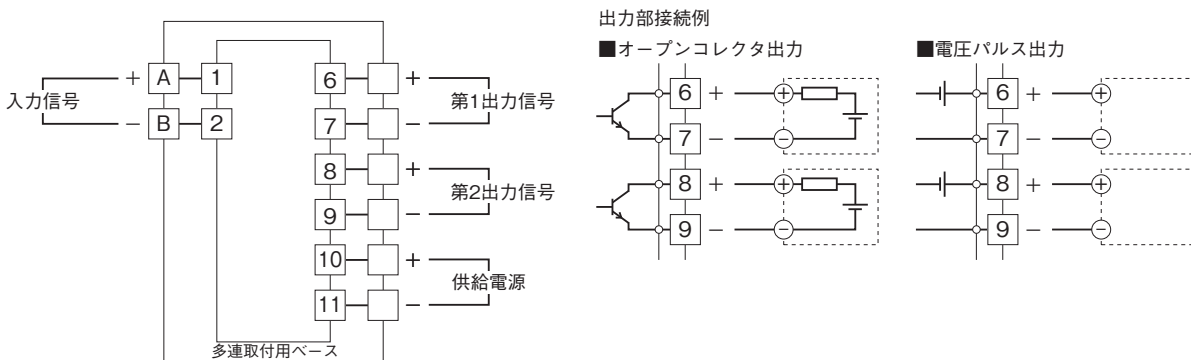 入力信号
+
−
A
B
1
2
6
7
8
9
10
11
+
第1出力信号
−
+
第2出力信号
−
+
供給電源
−
多連取付用ベース
出力部接続例
■オープンコレクタ出力
6 + +
7 − −
8 + +
9 − −
■電圧パルス出力
6 + +
7 − −
8 + +
9 − −